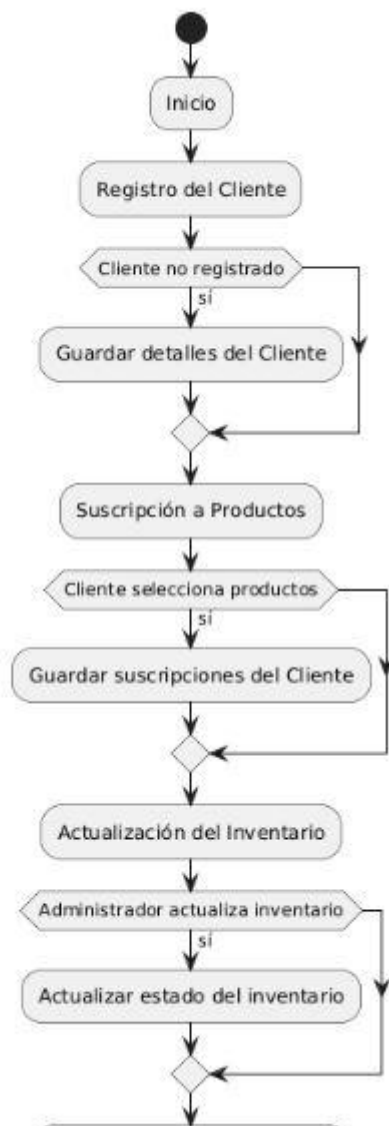 Inicio
Registro del Cliente
Cliente no registrado
sí
Guardar detalles del Cliente
Suscripción a Productos
Cliente selecciona productos
sí
Guardar suscripciones del Cliente
Actualización del Inventario
Administrador actualiza inventario
sí
Actualizar estado del inventario